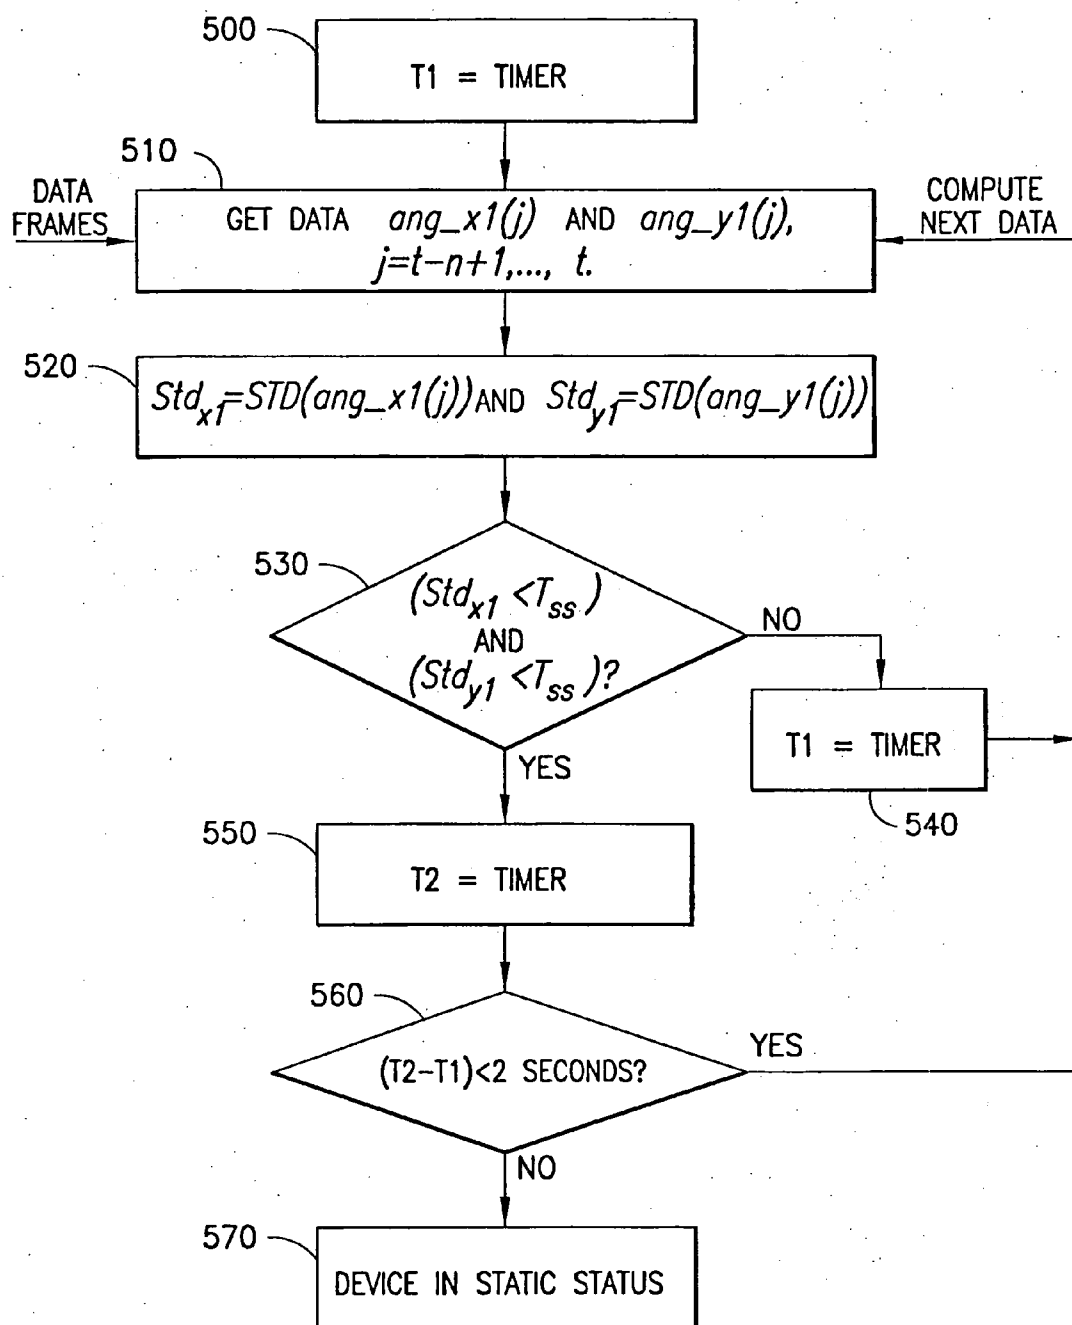 500
T1 = TIMER
510
DATA
FRAMES
GET DATA ang_x1(j) AND ang_y1(j),
j=t-n+1,..., t.
COMPUTE
NEXT DATA
520
Std_x1=STD(ang_x1(j)) AND Std_y1=STD(ang_y1(j))
530
(Std_x1 <T_ss)
AND
(Std_y1 <T_ss)?
NO
T1 = TIMER
540
YES
550
T2 = TIMER
560
(T2-T1)<2 SECONDS?
YES
NO
570
DEVICE IN STATIC STATUS